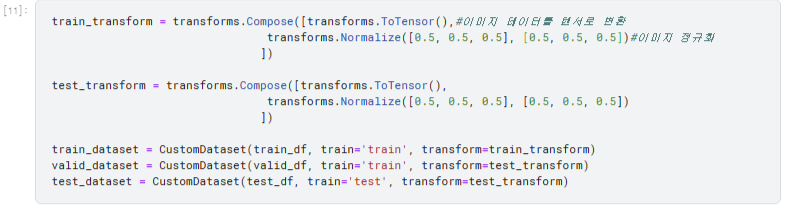 [11]:
train_transform = transforms.Compose([transforms.ToTensor(),#이미지 데이터를 텐서로 변환
transforms.Normalize([0.5, 0.5, 0.5], [0.5, 0.5, 0.5])#이미지 정규화
])
test_transform = transforms.Compose([transforms.ToTensor(),
transforms.Normalize([0.5, 0.5, 0.5], [0.5, 0.5, 0.5])
])
train_dataset = CustomDataset(train_df, train='train', transform=train_transform)
valid_dataset = CustomDataset(valid_df, train='train', transform=test_transform)
test_dataset = CustomDataset(test_df, train='test', transform=test_transform)